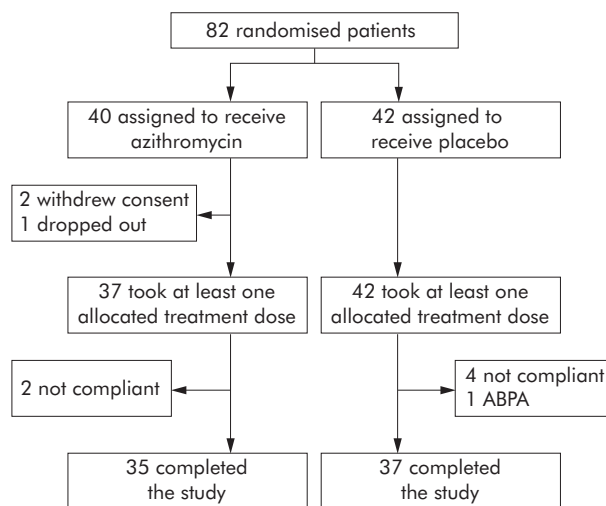 82 randomised patients
40 assigned to receive
azithromycin
42 assigned to
receive placebo
2 withdrew consent
1 dropped out
37 took at least one
allocated treatment dose
42 took at least one
allocated treatment dose
2 not compliant
4 not compliant
1 ABPA
35 completed
the study
37 completed
the study